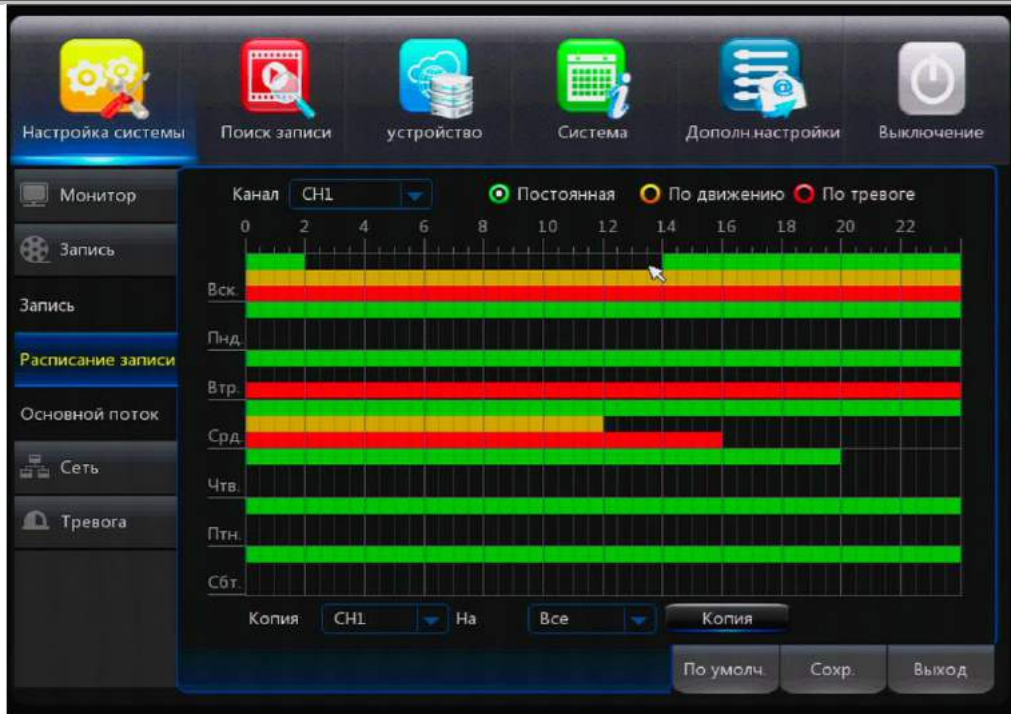 Настройка системы
Поиск записи
устройство
Система
Дополн.настройки
Выключение
Монитор
Запись
Запись
Расписание записи
Основной поток
Сеть
Тревога
Канал CH1 Постоянная По движению По тревоге
0 2 4 6 8 10 12 14 16 18 20 22
Вск.
Пнд.
Втр.
Срд.
Чтв.
Птн.
Сбт.
Копия CH1 На Все Копия
По умолч. Сохр. Выход